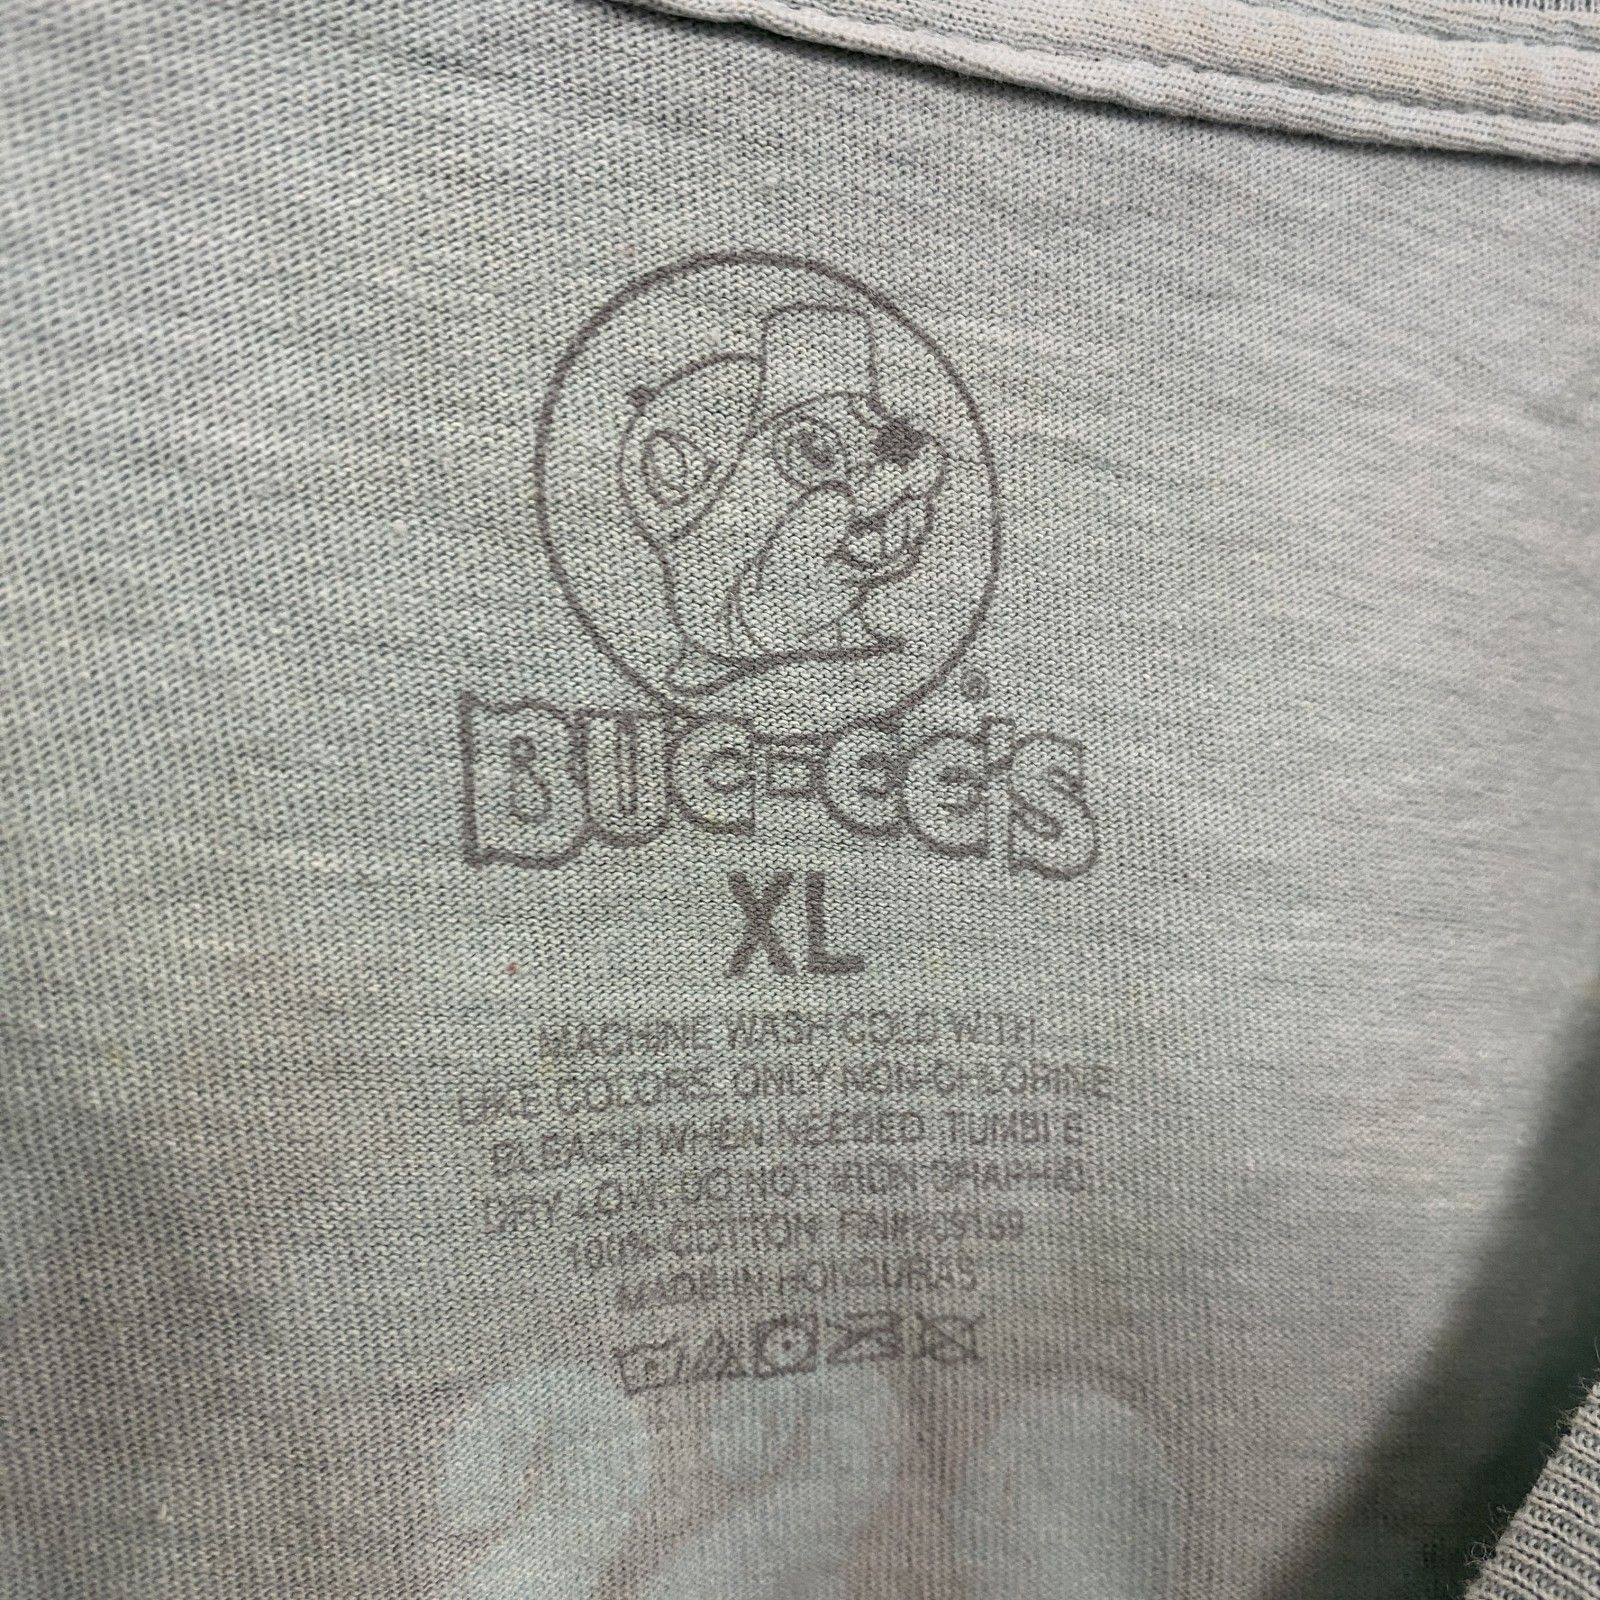 BUC-EE'S®
XL
MACHINE WASH COLD WITH
LIKE COLORS. ONLY NON-CHLORINE
BLEACH WHEN NEEDED. TUMBLE
DRY LOW. DO NOT IRON GRAPHIC.
100% COTTON
MADE IN HONDURAS